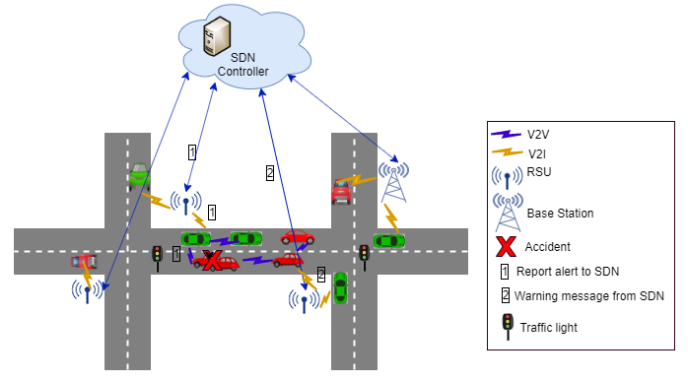 SDN
Controller
1
2
1
1
2
V2V
V2I
RSU
Base Station
Accident
1 Report alert to SDN
2 Warning message from SDN
Traffic light